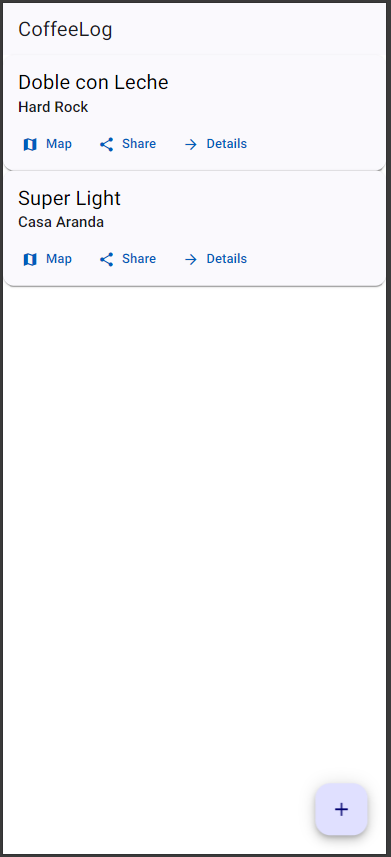 CoffeeLog
Doble con Leche
Hard Rock
Map Share Details
Super Light
Casa Aranda
Map Share Details
+